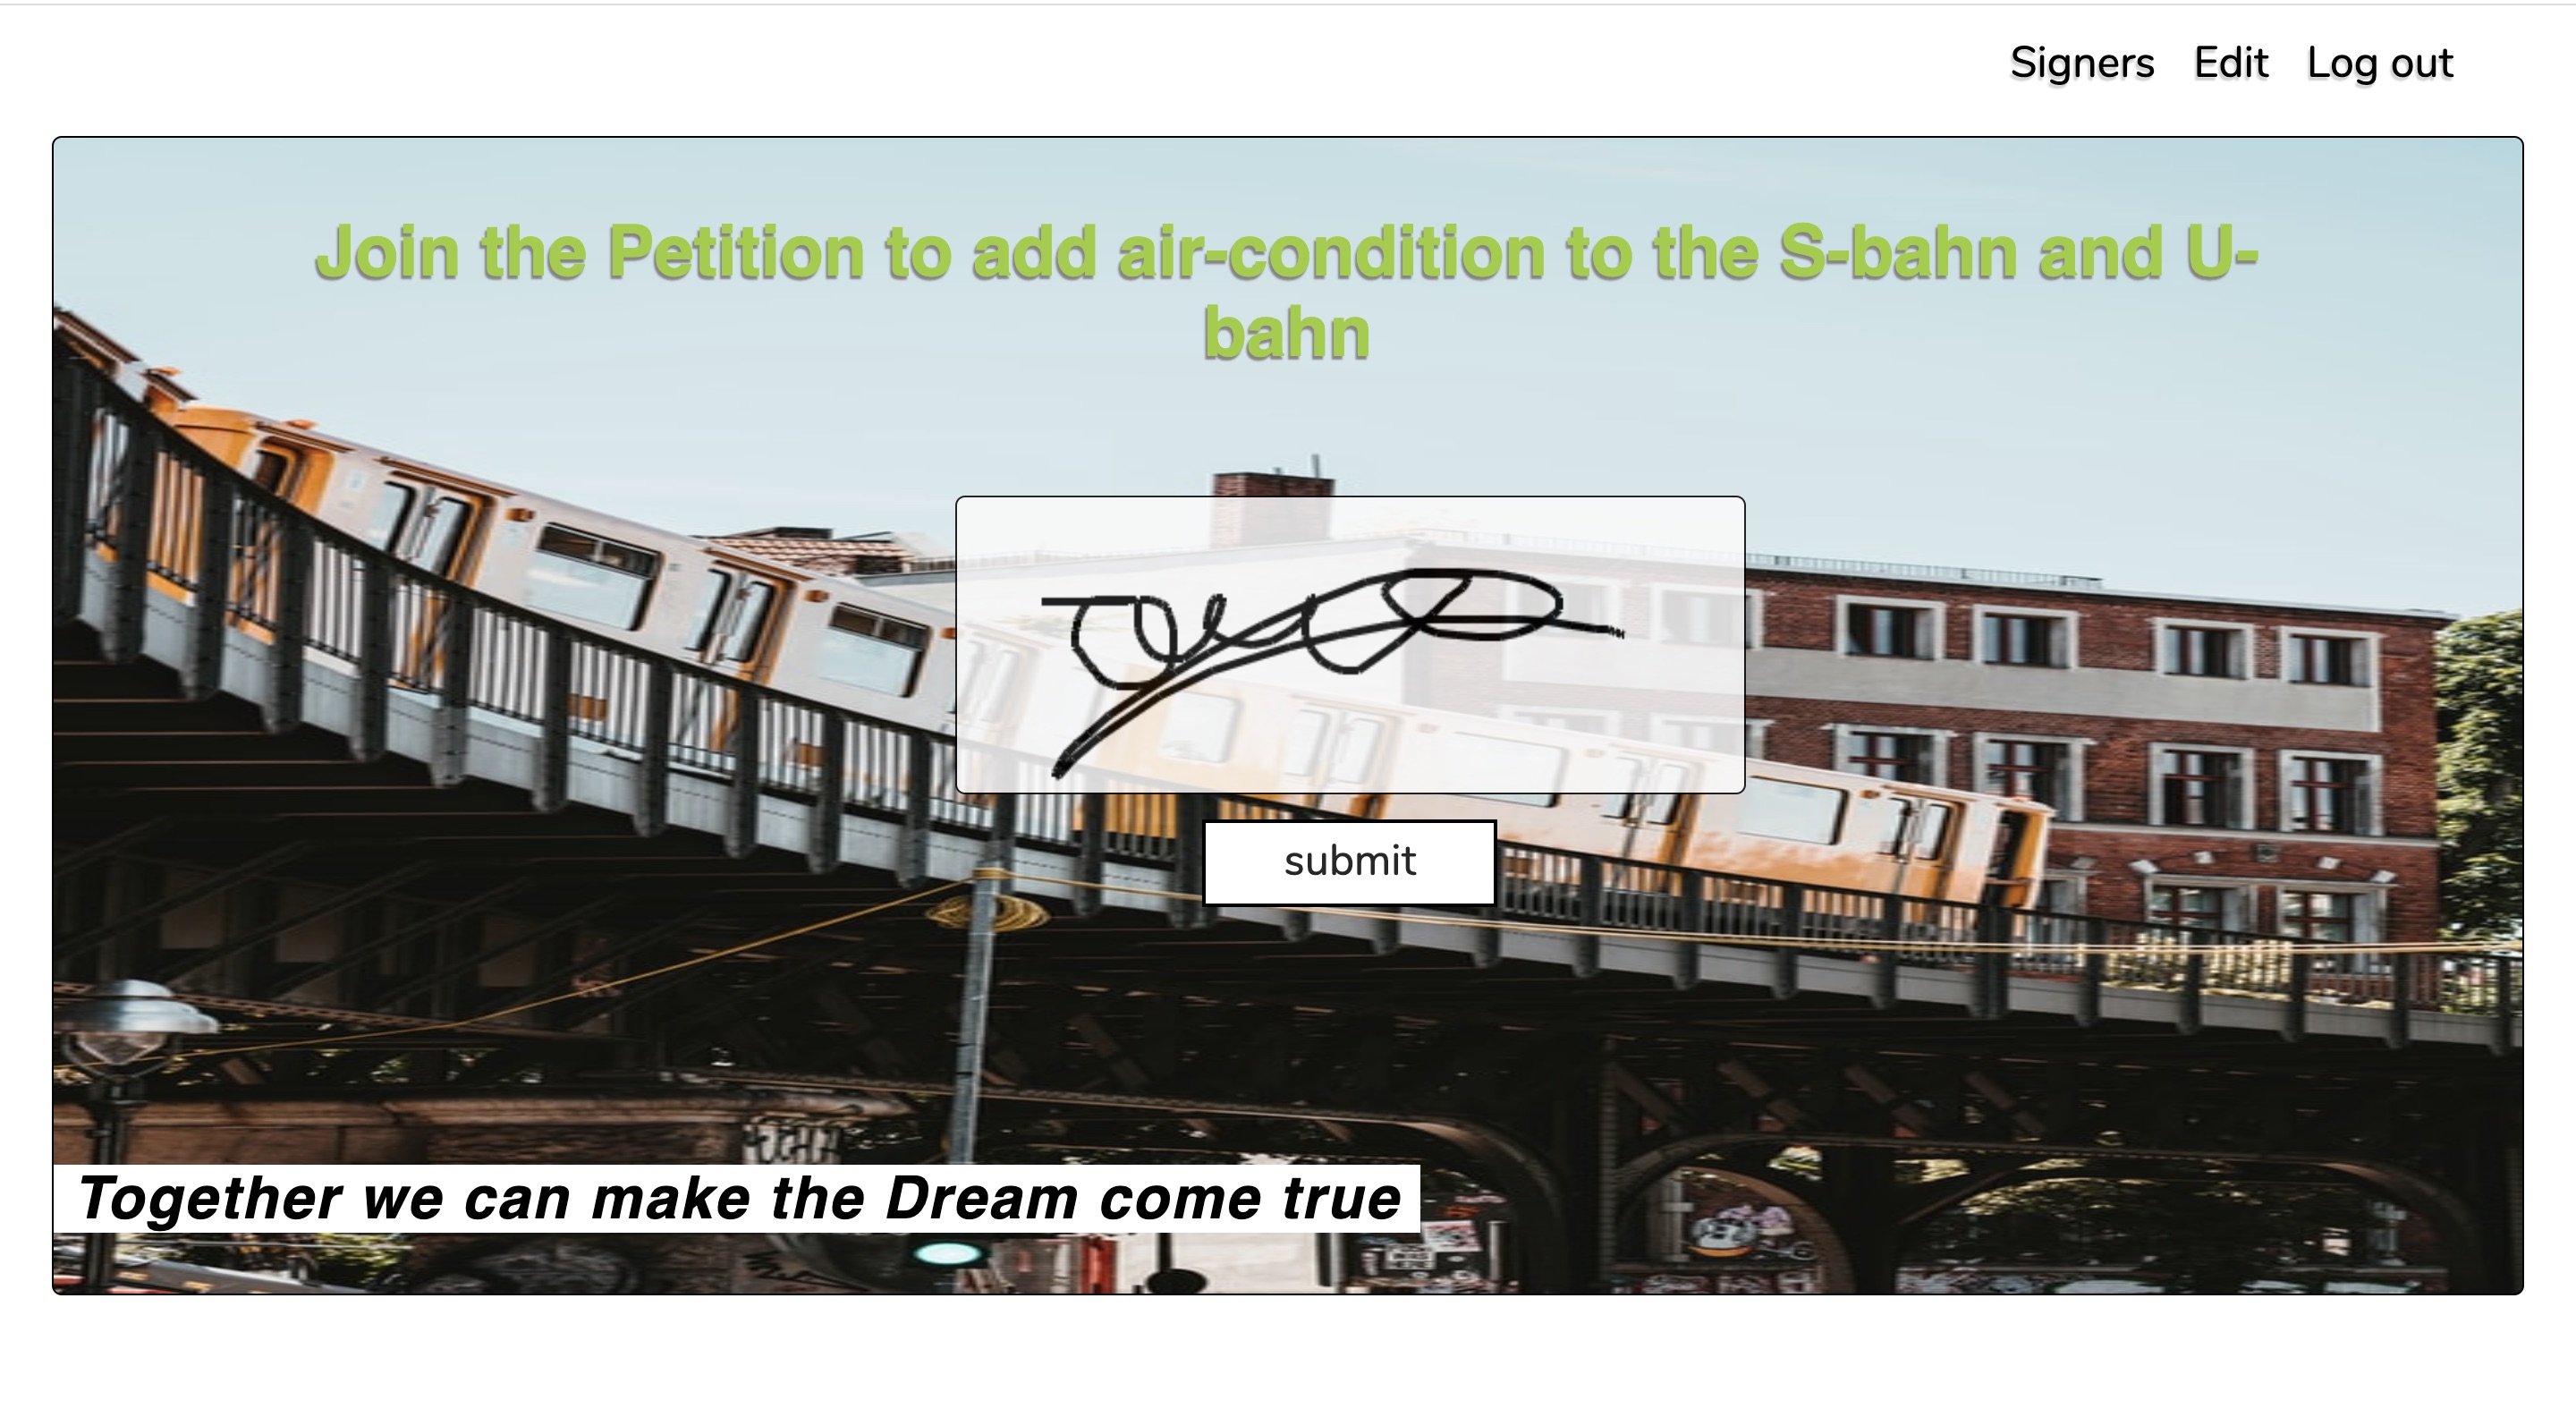 Signers Edit Log out
Join the Petition to add air-condition to the S-bahn and U-
bahn
submit
Together we can make the Dream come true